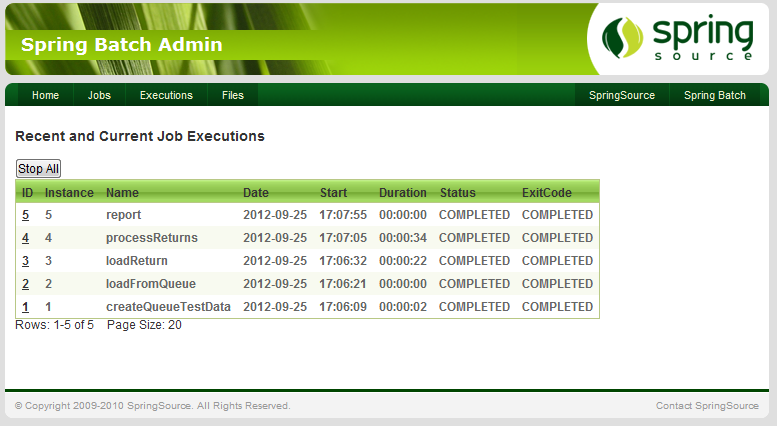 Spring Batch Admin
spring
source
Home Jobs Executions Files SpringSource Spring Batch
Recent and Current Job Executions
Stop All
ID Instance Name Date Start Duration Status ExitCode
5 5 report 2012-09-25 17:07:55 00:00:00 COMPLETED COMPLETED
4 4 processReturns 2012-09-25 17:07:05 00:00:34 COMPLETED COMPLETED
3 3 loadReturn 2012-09-25 17:06:32 00:00:22 COMPLETED COMPLETED
2 2 loadFromQueue 2012-09-25 17:06:21 00:00:00 COMPLETED COMPLETED
1 1 createQueueTestData 2012-09-25 17:06:09 00:00:02 COMPLETED COMPLETED
Rows: 1-5 of 5 Page Size: 20
© Copyright 2009-2010 SpringSource. All Rights Reserved. Contact SpringSource